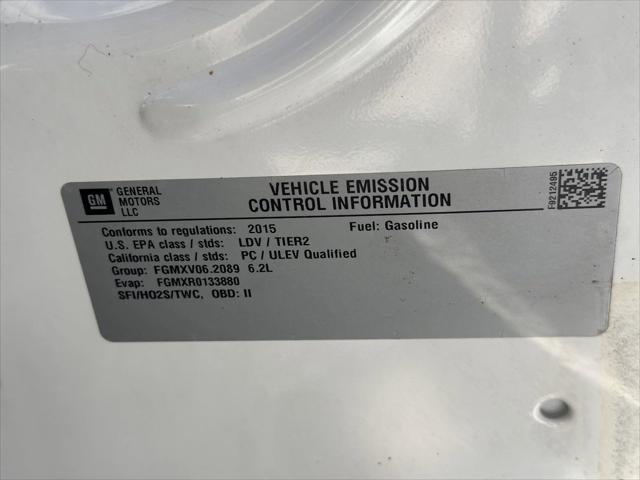 GM
GENERAL
MOTORS
LLC
VEHICLE EMISSION
CONTROL INFORMATION
F9212495
Conforms to regulations: 2015 Fuel: Gasoline
U.S. EPA class / stds: LDV / TIER2
California class / stds: PC / ULEV Qualified
Group: FGMXV06.2089 6.2L
Evap: FGMXR0133880
SFI/HO2S/TWC, OBD: II